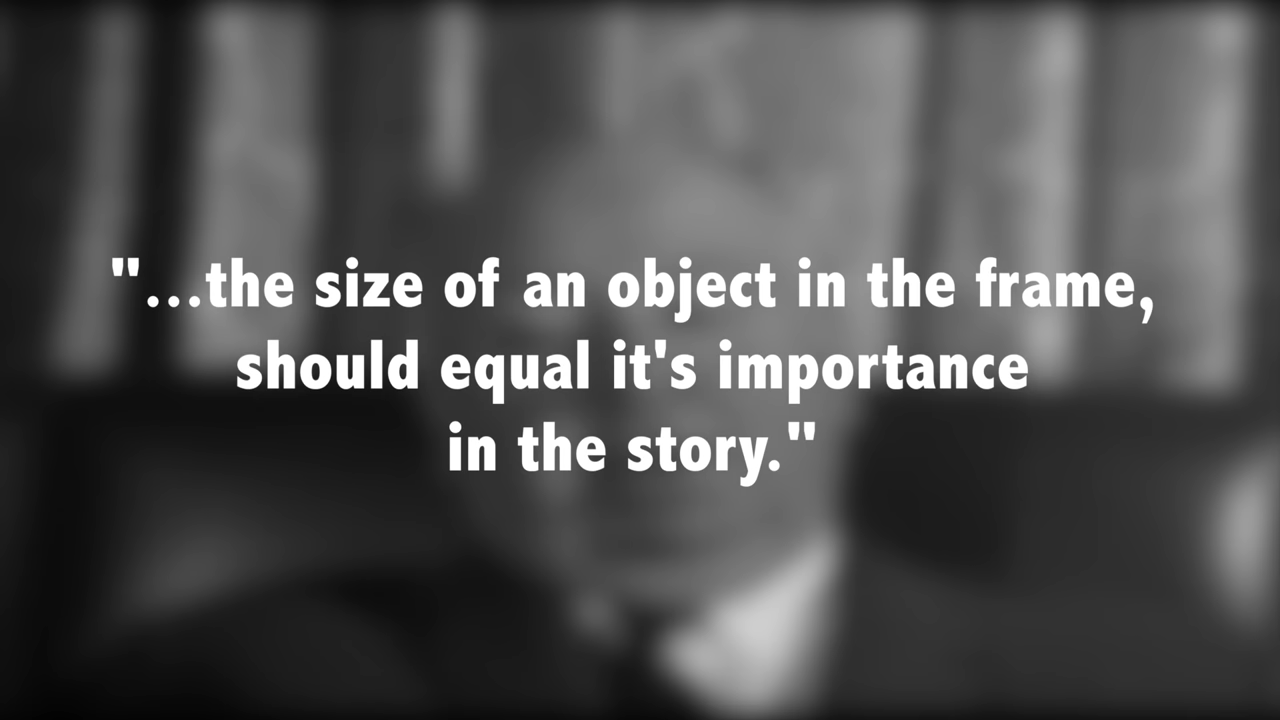 "...the size of an object in the frame,
should equal it's importance
in the story."